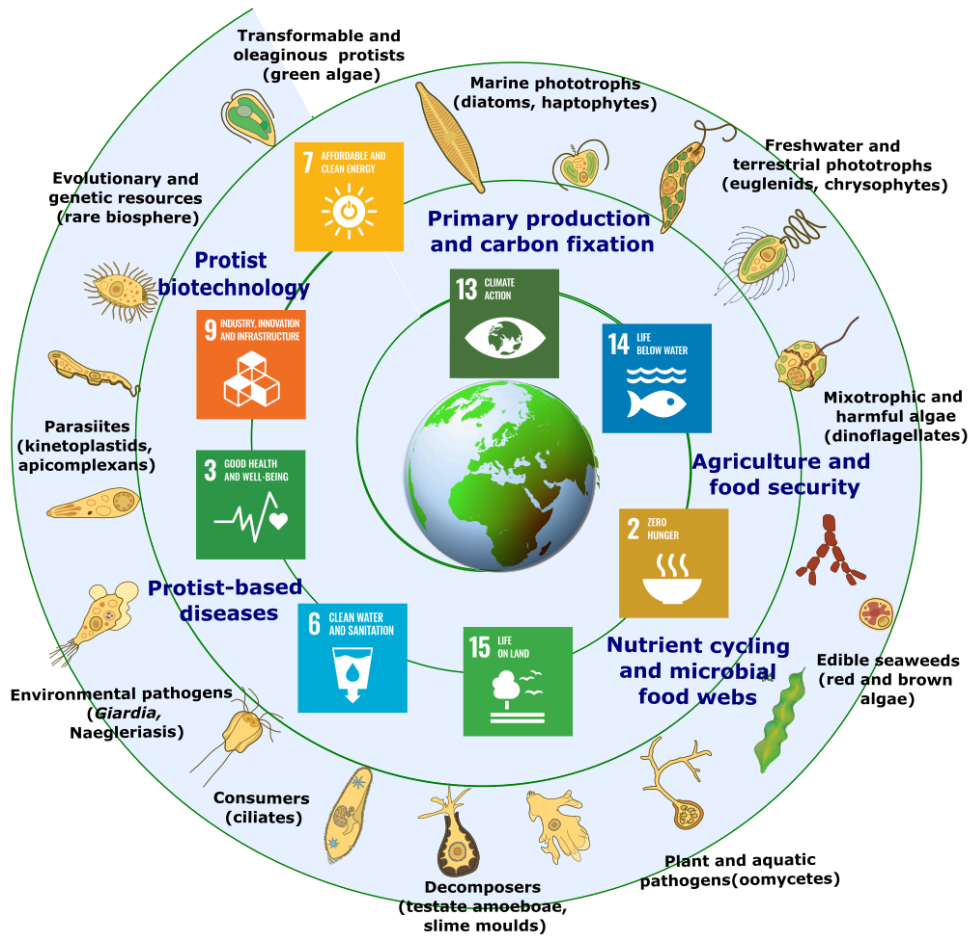 Transformable and
oleaginous protists
(green algae)
Marine phototrophs
(diatoms, haptophytes)
Freshwater and
terrestrial phototrophs
(euglenids, chrysophytes)
Evolutionary and
genetic resources
(rare biosphere)
7 AFFORDABLE AND
CLEAN ENERGY
Primary production
and carbon fixation
Protist
biotechnology
13 CLIMATE
ACTION
9 INDUSTRY, INNOVATION
AND INFRASTRUCTURE
14 LIFE
BELOW WATER
Mixotrophic and
harmful algae
(dinoflagellates)
Parasiites
(kinetoplastids,
apicomplexans)
3 GOOD HEALTH
AND WELL-BEING
Agriculture and
food security
2 ZERO
HUNGER
Protist-based
diseases
6 CLEAN WATER
AND SANITATION
15 LIFE
ON LAND
Nutrient cycling
and microbial
food webs
Edible seaweeds
(red and brown
algae)
Environmental pathogens
(Giardia,
Naegleriasis)
Consumers
(ciliates)
Decomposers
(testate amoeboae,
slime moulds)
Plant and aquatic
pathogens(oomycetes)